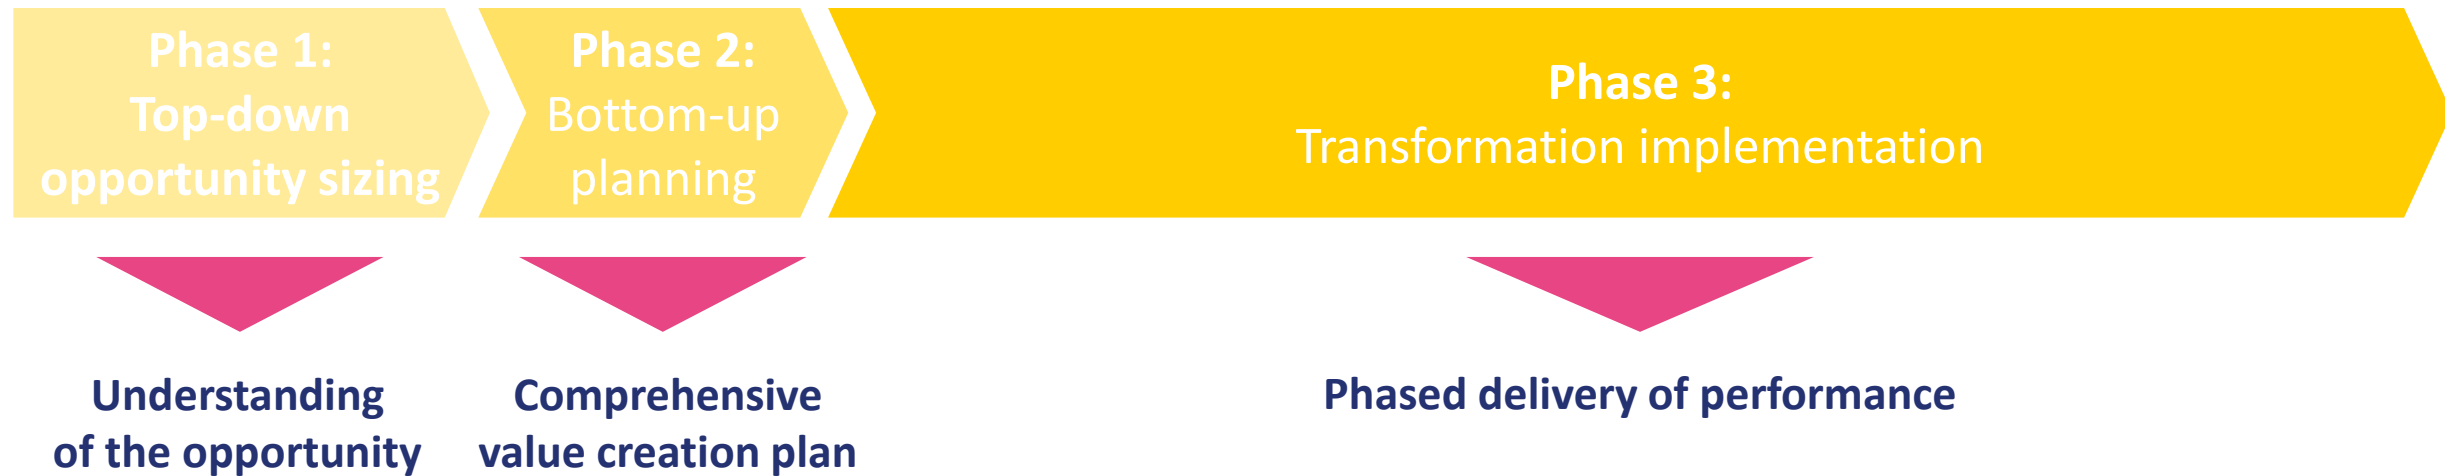 Phase 1:
Top-down
opportunity sizing
Phase 2:
Bottom-up
planning
Phase 3:
Transformation implementation
Understanding
of the opportunity
Comprehensive
value creation plan
Phased delivery of performance